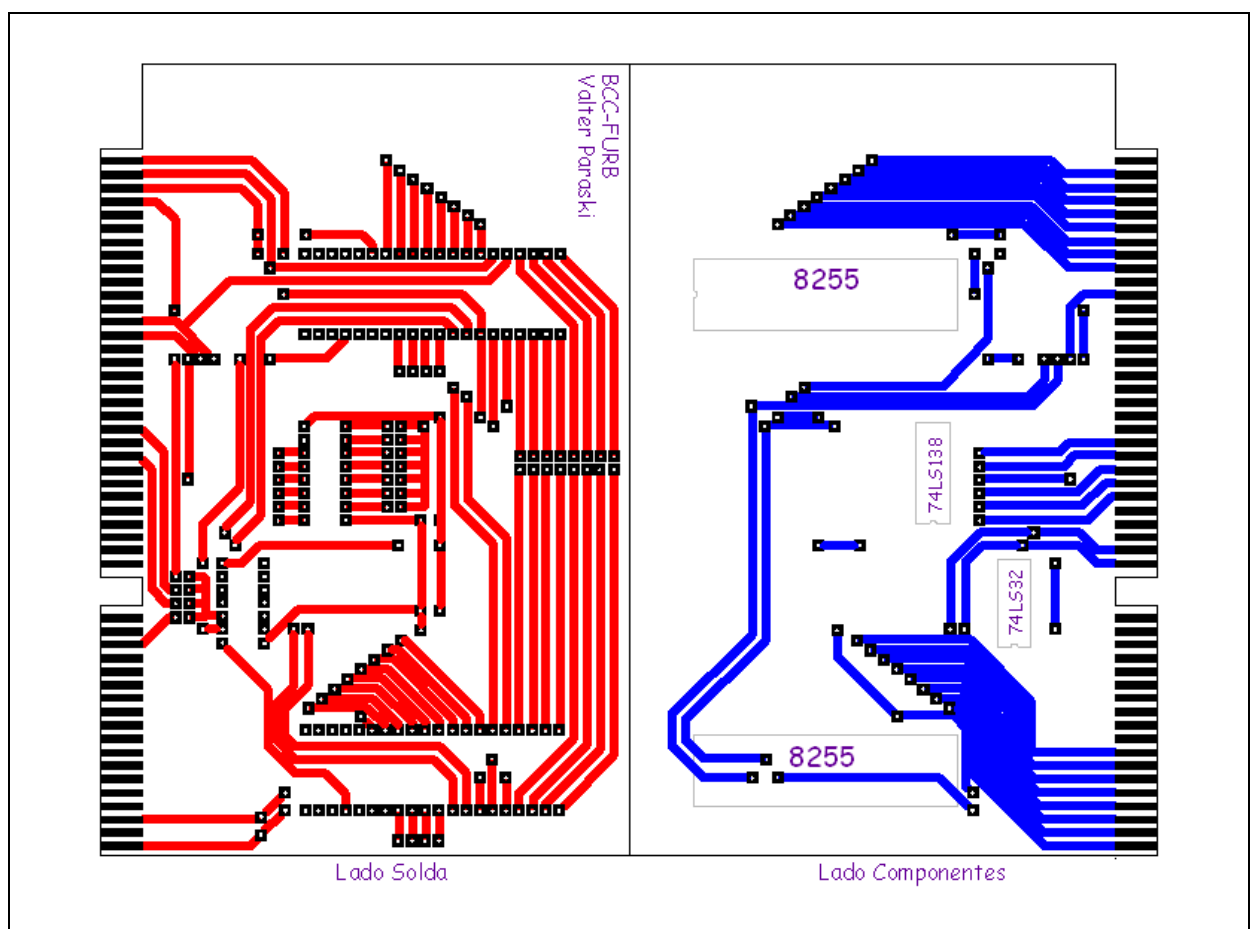 BCC-FURB
Valter Paraski
8255
74LS138
74LS32
8255
Lado Solda
Lado Componentes